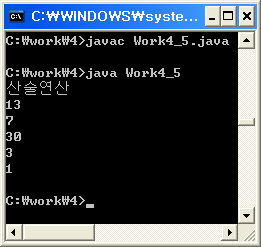 C:\WINDOWS\syste...
C:₩work₩4>javac Work4_5.java
C:₩work₩4>java Work4_5
산술연산
13
7
30
3
1
C:₩work₩4>